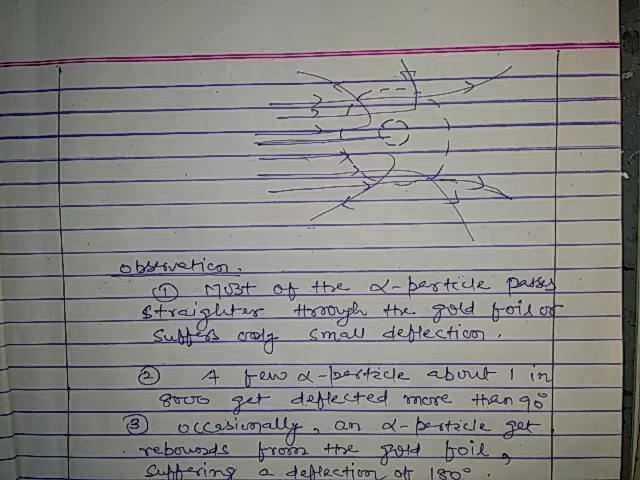 observation.
① Most of the α-particle passes
straighter through the gold foil or
suffers only small deflection.
② A few α-particle about 1 in
8000 get deflected more than 90°
③ occasionally, an α-particle get
rebounds from the gold foil,
suffering a deflection of 180°.